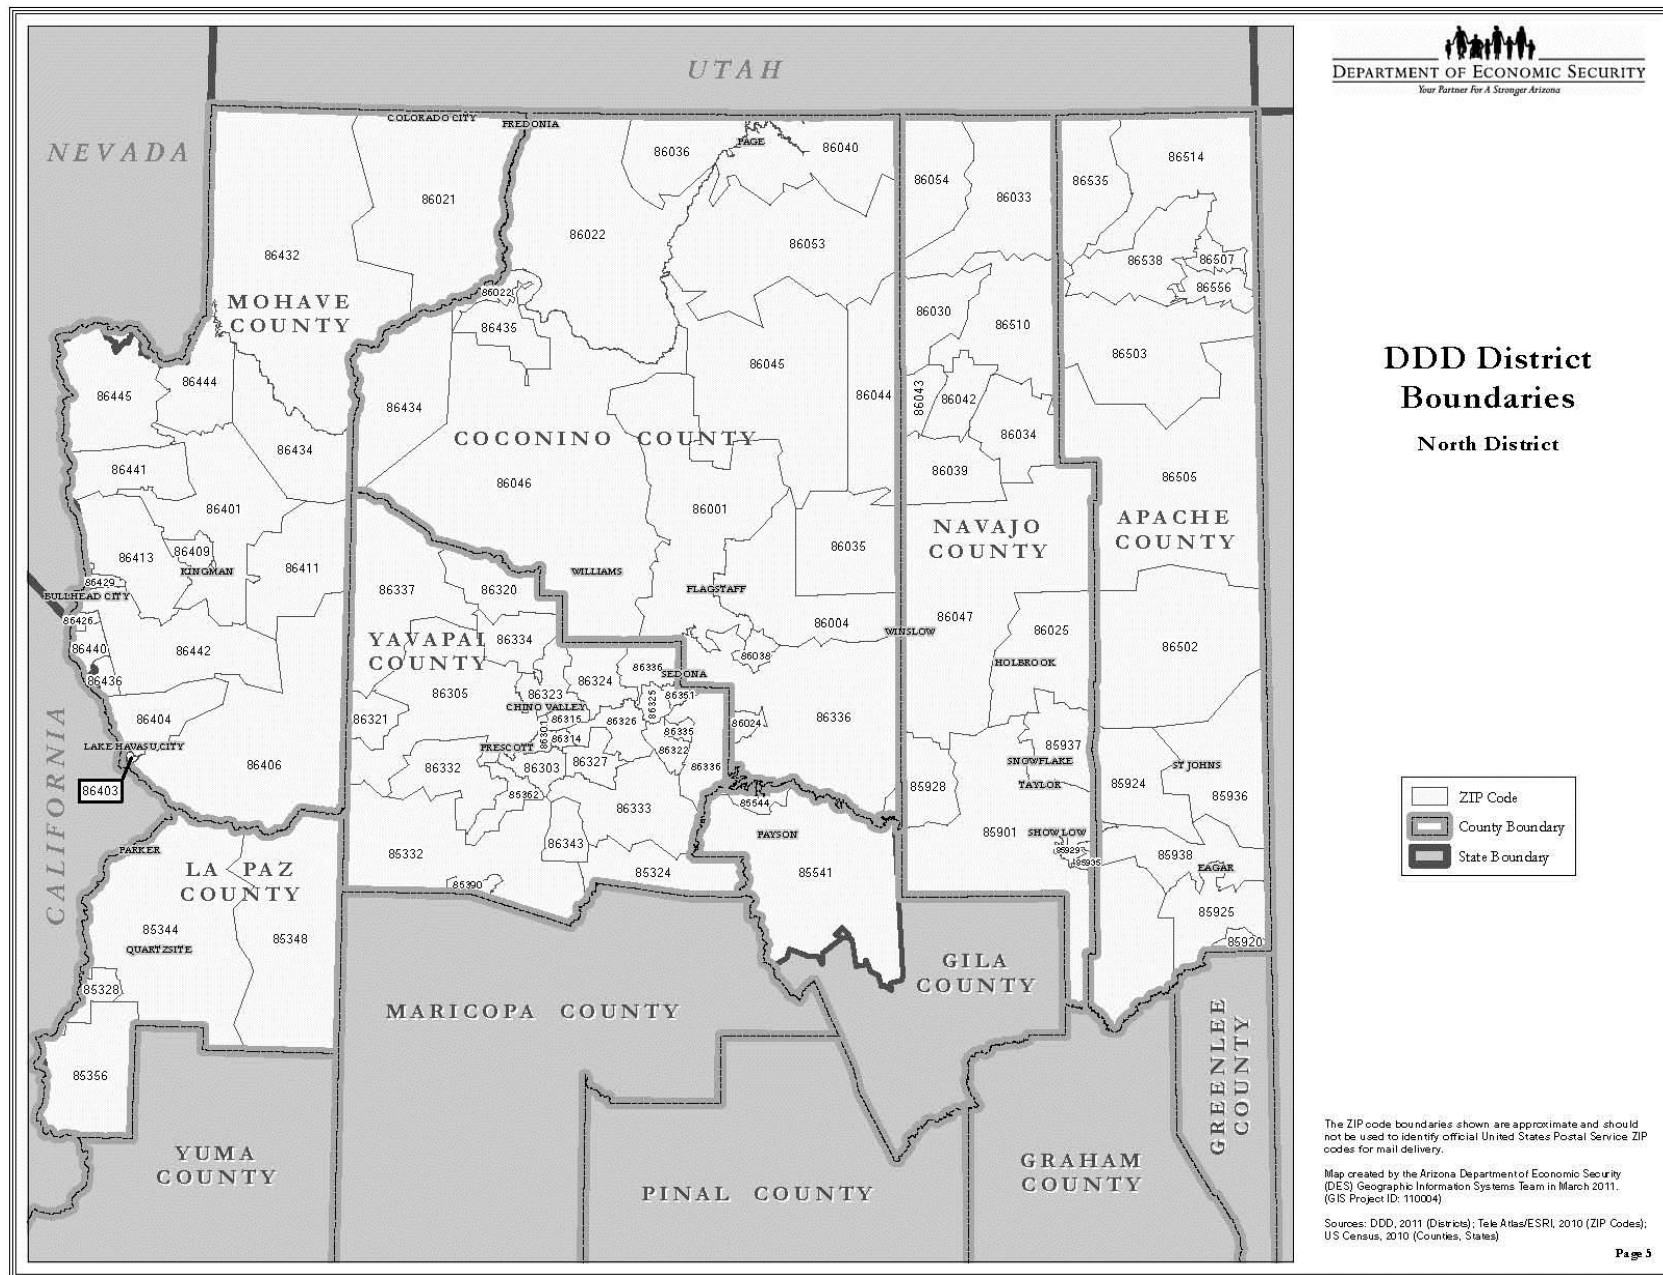 UTAH
NEVADA
CALIFORNIA
COLORADO CITY
FREDONIA
PAGE
86036
86040
86054
86033
86535
86514
86021
86022
86053
86432
86538
86507
86556
MOHAVE
COUNTY
86022
86435
86030
86510
86503
86445
86444
86434
86045
86044
86043
86042
86034
COCONINO COUNTY
86434
86441
86046
86039
86505
86401
86001
NAVAJO
COUNTY
APACHE
COUNTY
86413
86409
KINGMAN
86411
86035
86429
BULLHEAD CITY
86426
86337
86320
WILLIAMS
FLAGSTAFF
86004
WINSLOW
86047
86025
86440
86442
YAVAPAI
COUNTY
86334
86038
HOLBROOK
86502
86436
86336
SEDONA
86305
86323
86324
86325
86351
CHINO VALLEY
86404
86321
86315
86326
86024
86336
LAKE HAVASU CITY
86301
86314
86335
PRESCOTT
86322
85937
86406
86332
86303
86327
86336
SNOWFLAKE
ST JOHNS
86403
85362
85928
TAYLOR
85924
85936
86333
85544
PARKER
PAYSON
85901
SHOW LOW
LA PAZ
COUNTY
85332
86343
85929
85935
85938
EAGAR
85390
85324
85541
85344
85348
85925
QUARTZSITE
85920
GILA
COUNTY
85328
MARICOPA COUNTY
85356
GREENLEE
COUNTY
YUMA
COUNTY
PINAL COUNTY
GRAHAM
COUNTY
DEPARTMENT OF ECONOMIC SECURITY
Your Partner For A Stronger Arizona
DDD District
Boundaries
North District
ZIP Code
County Boundary
State Boundary
The ZIP code boundaries shown are approximate and should
not be used to identify official United States Postal Service ZIP
codes for mail delivery.
Map created by the Arizona Department of Economic Security
(DES) Geographic Information Systems Team in March 2011.
(GIS Project ID: 110004)
Sources: DDD, 2011 (Districts); Tele Atlas/ESRI, 2010 (ZIP Codes);
US Census, 2010 (Counties, States)
Page 5